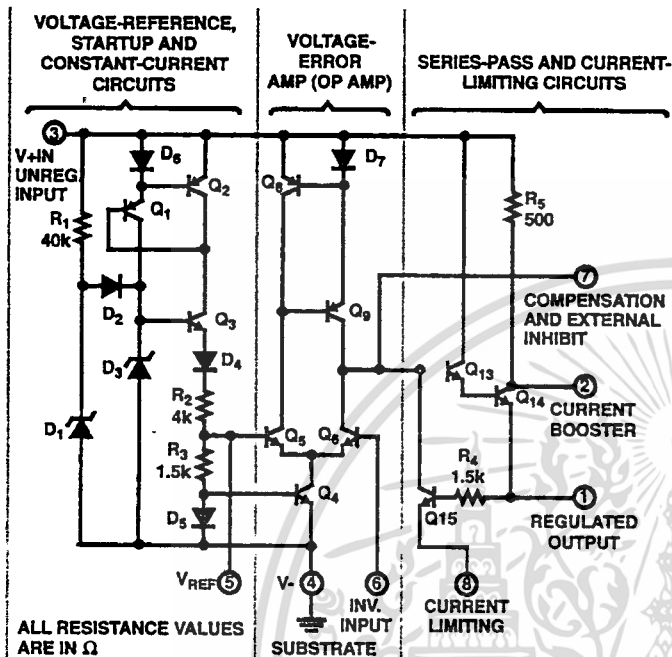 VOLTAGE-REFERENCE,
STARTUP AND
CONSTANT-CURRENT
CIRCUITS
VOLTAGE-
ERROR
AMP (OP AMP)
SERIES-PASS AND CURRENT-
LIMITING CIRCUITS
3
V+IN
UNREG.
INPUT
D6
Q2
Q1
R1
40k
D2
Q3
D3
D4
R2
4k
D1
R3
1.5k
D5
VREF 5
Q8
D7
Q9
Q5
Q6
Q4
V- 4
6
INV.
INPUT
R5
500
7
COMPENSATION
AND EXTERNAL
INHIBIT
Q13
Q14
2
CURRENT
BOOSTER
R4
1.5k
Q15
1
REGULATED
OUTPUT
8
CURRENT
LIMITING
ALL RESISTANCE VALUES
ARE IN Ω
SUBSTRATE